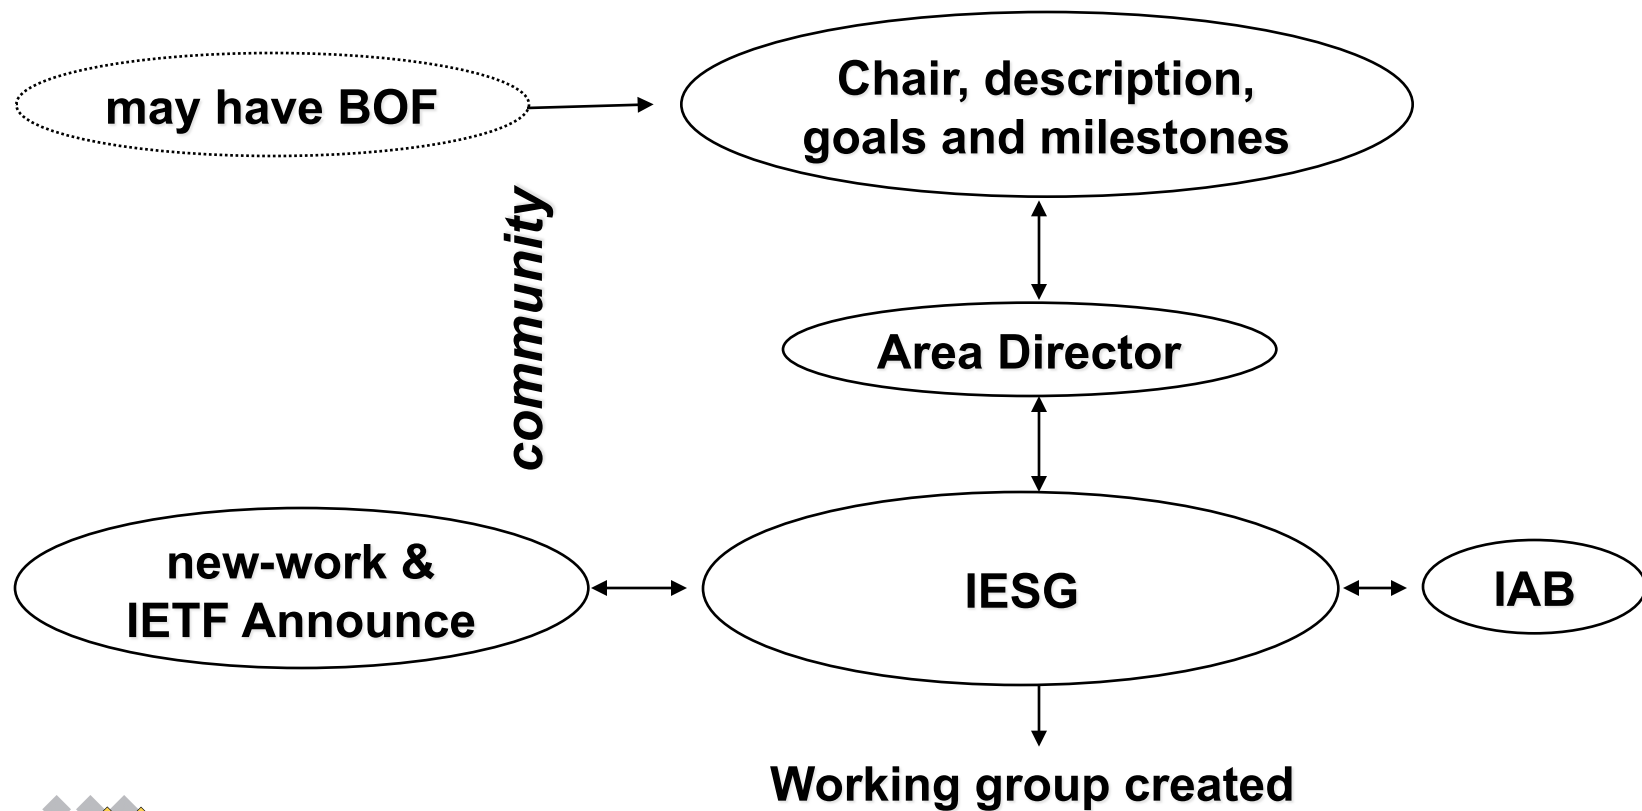 may have BOF
Chair, description,
goals and milestones
community
Area Director
new-work &
IETF Announce
IESG
IAB
Working group created